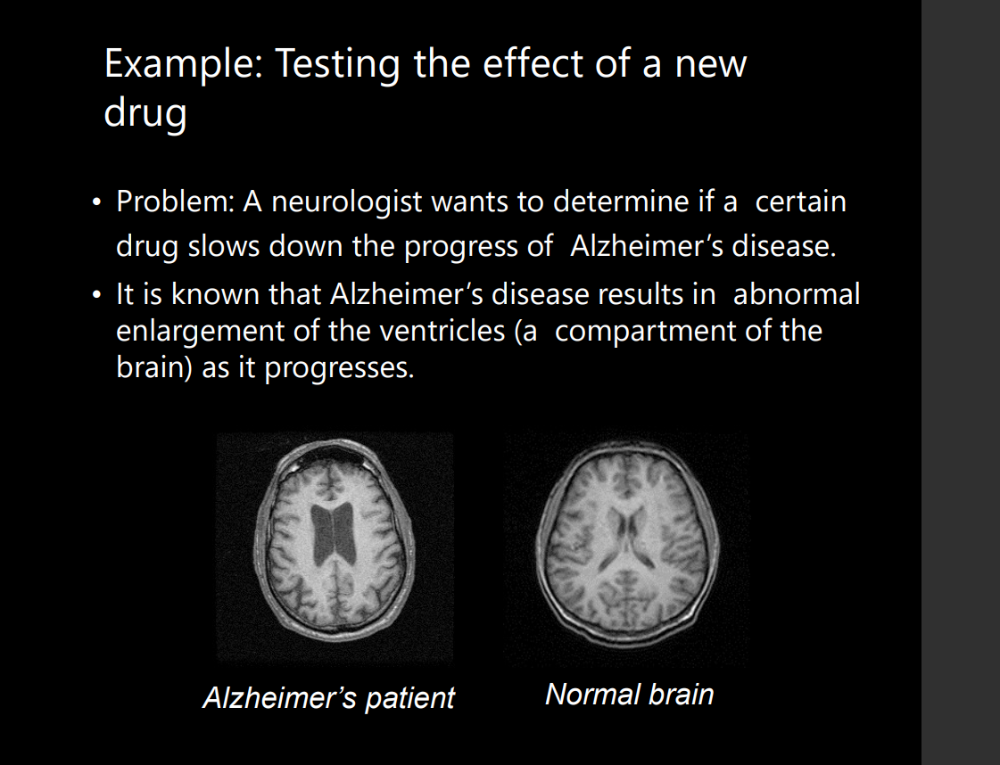 Example: Testing the effect of a new
drug
• Problem: A neurologist wants to determine if a  certain
drug slows down the progress of  Alzheimer’s disease.
• It is known that Alzheimer’s disease results in  abnormal
enlargement of the ventricles (a  compartment of the
brain) as it progresses.
Alzheimer’s patient
Normal brain